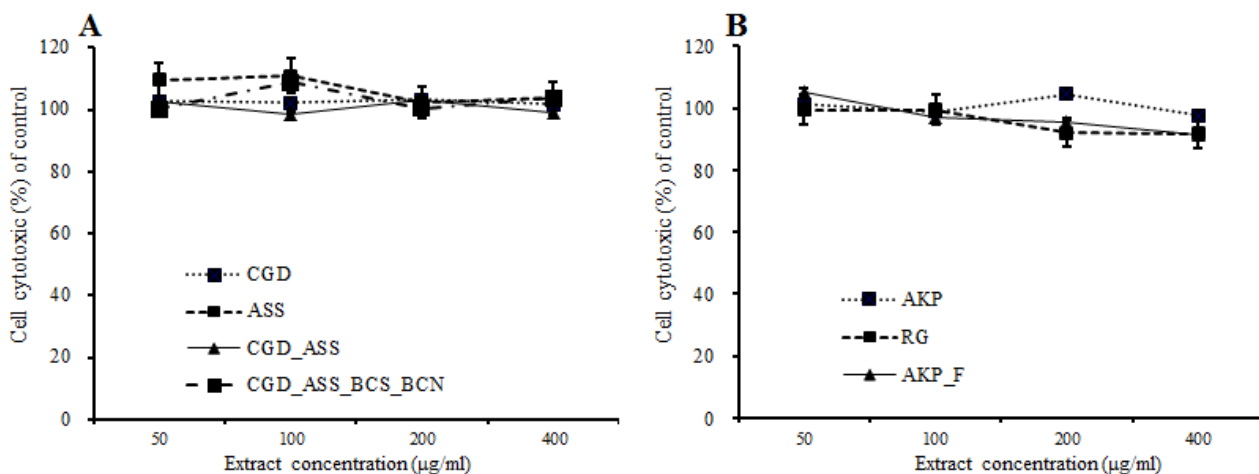 A
Cell cytotoxic (%) of control
120
100
80
60
40
20
0
CGD
ASS
CGD_ASS
CGD_ASS_BCS_BCN
50 100 200 400
Extract concentration (µg/ml)
B
Cell cytotoxic (%) of control
120
100
80
60
40
20
0
AKP
RG
AKP_F
50 100 200 400
Extract concentration (µg/ml)